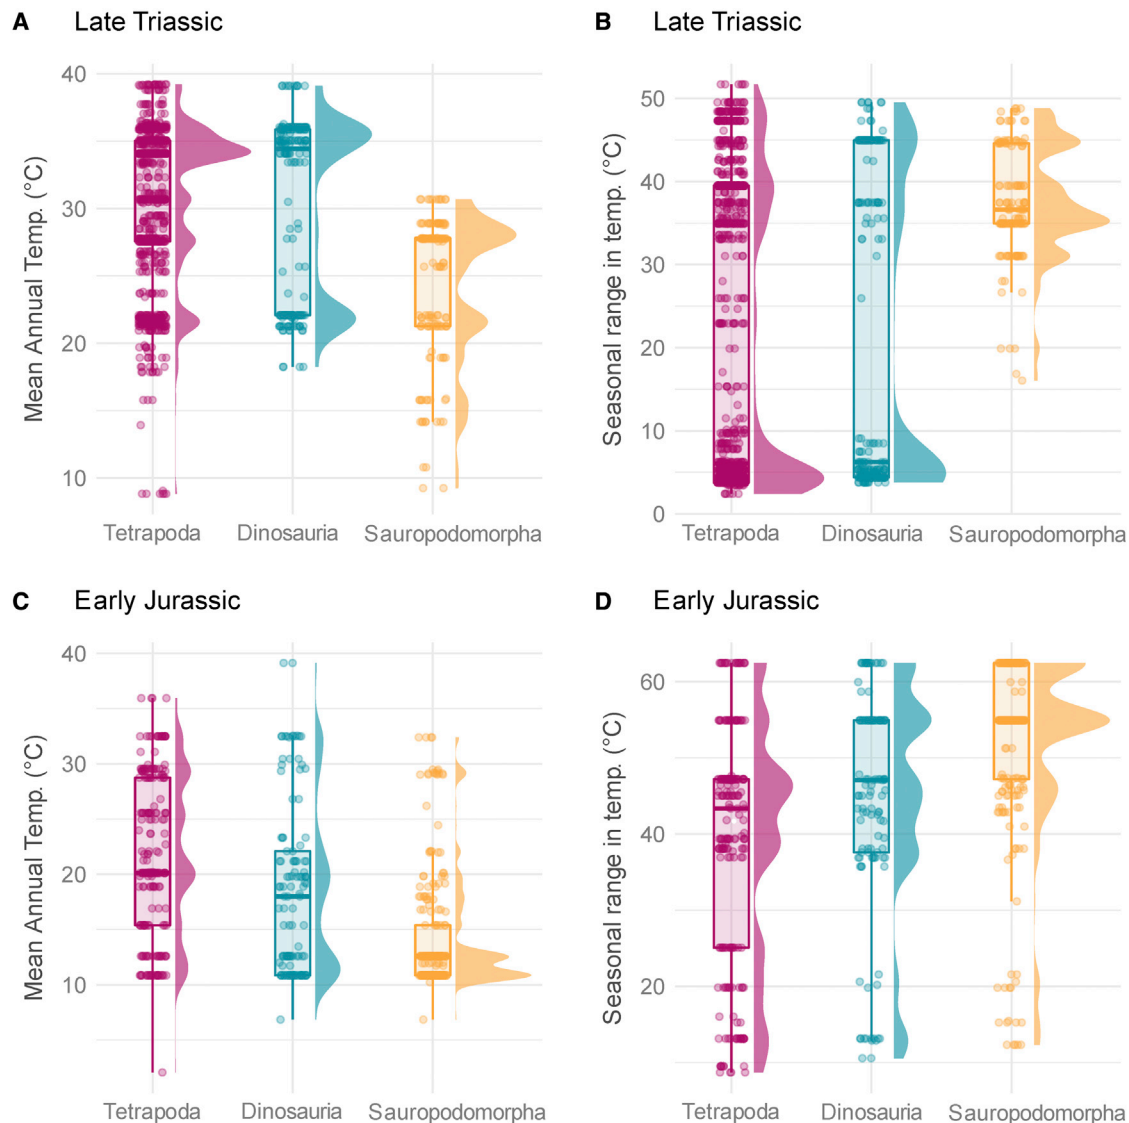 A Late Triassic
Mean Annual Temp. (°C)
40
30
20
10
Tetrapoda Dinosauria Sauropodomorpha
B Late Triassic
Seasonal range in temp. (°C)
50
40
30
20
10
0
Tetrapoda Dinosauria Sauropodomorpha
C Early Jurassic
Mean Annual Temp. (°C)
40
30
20
10
Tetrapoda Dinosauria Sauropodomorpha
D Early Jurassic
Seasonal range in temp. (°C)
60
40
20
Tetrapoda Dinosauria Sauropodomorpha